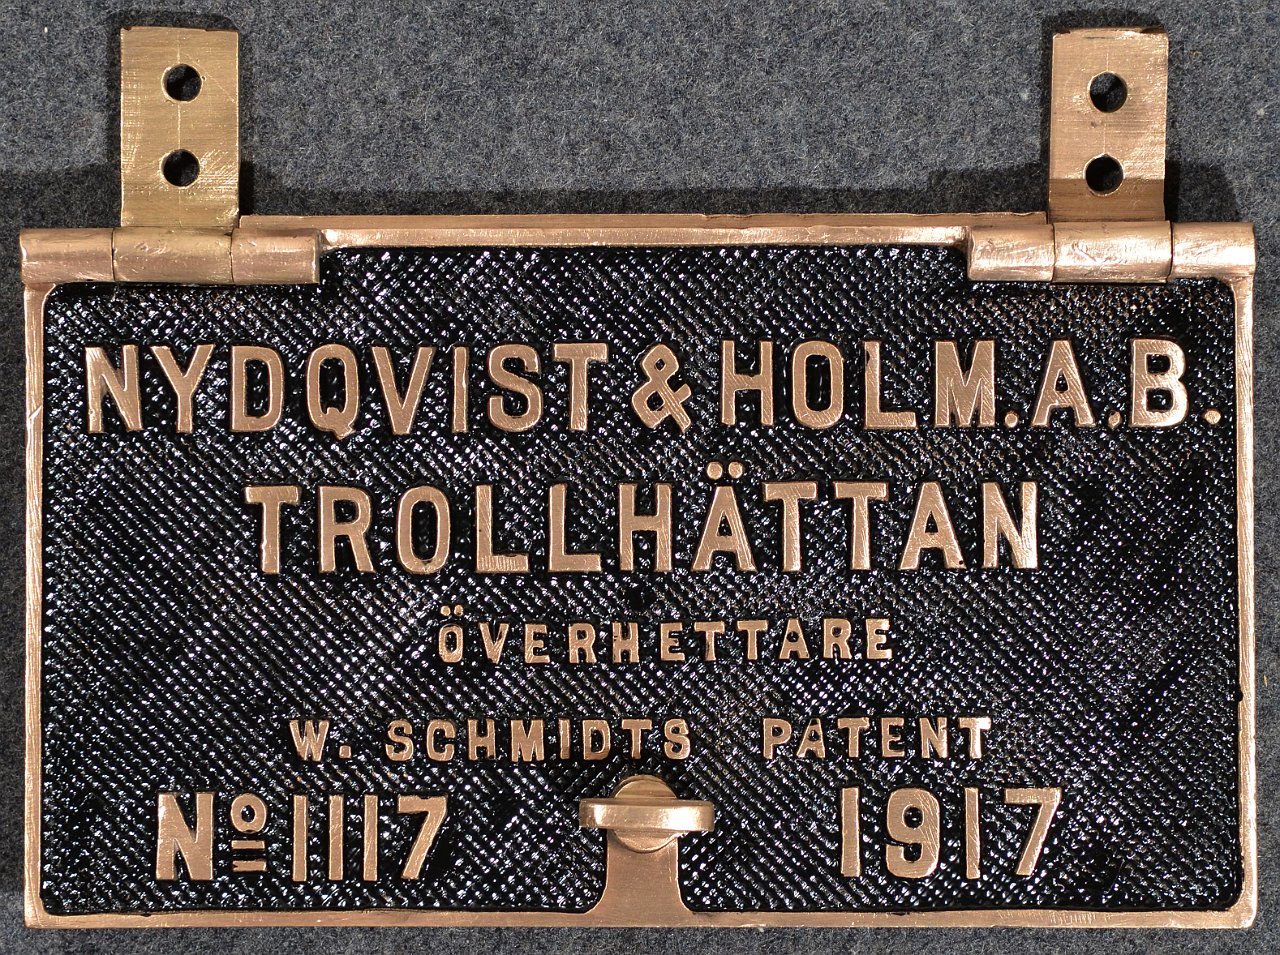 NYDQVIST & HOLM. A. B.
TROLLHÄTTAN
ÖVERHETTARE
W. SCHMIDTS PATENT
Nº 1117 1917